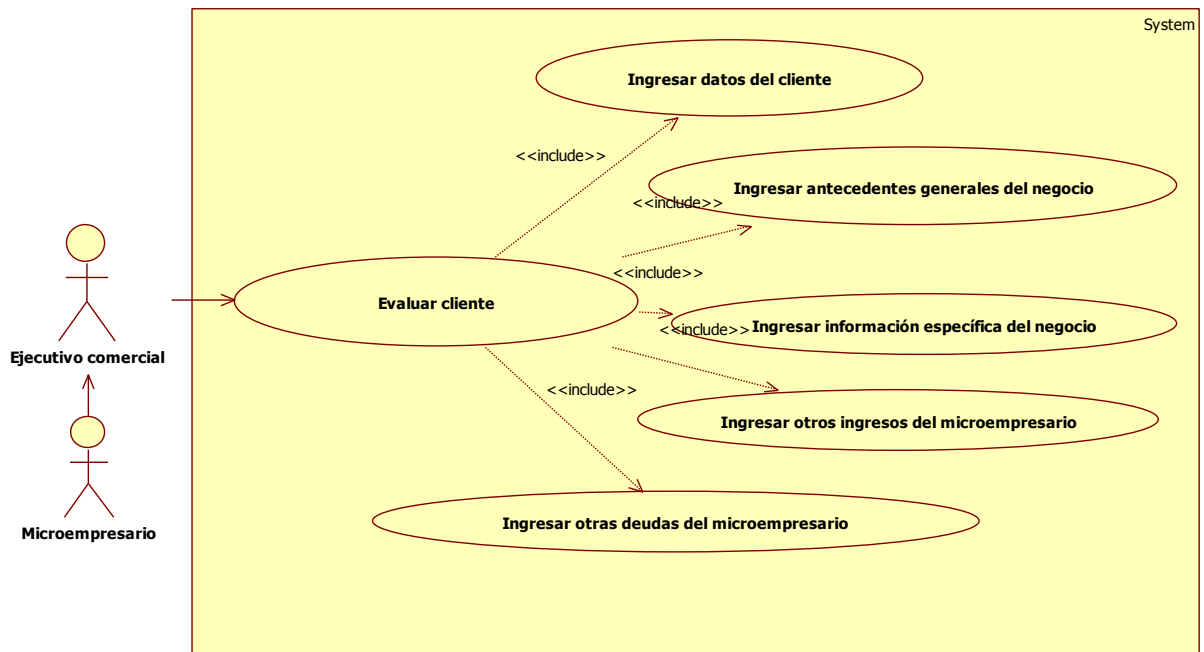 System
Ingresar datos del cliente
<<include>>
Ingresar antecedentes generales del negocio
<<include>>
<<include>>
Evaluar cliente
Ingresar información específica del negocio
<<include>>
Ejecutivo comercial
<<include>>
Ingresar otros ingresos del microempresario
Ingresar otras deudas del microempresario
Microempresario